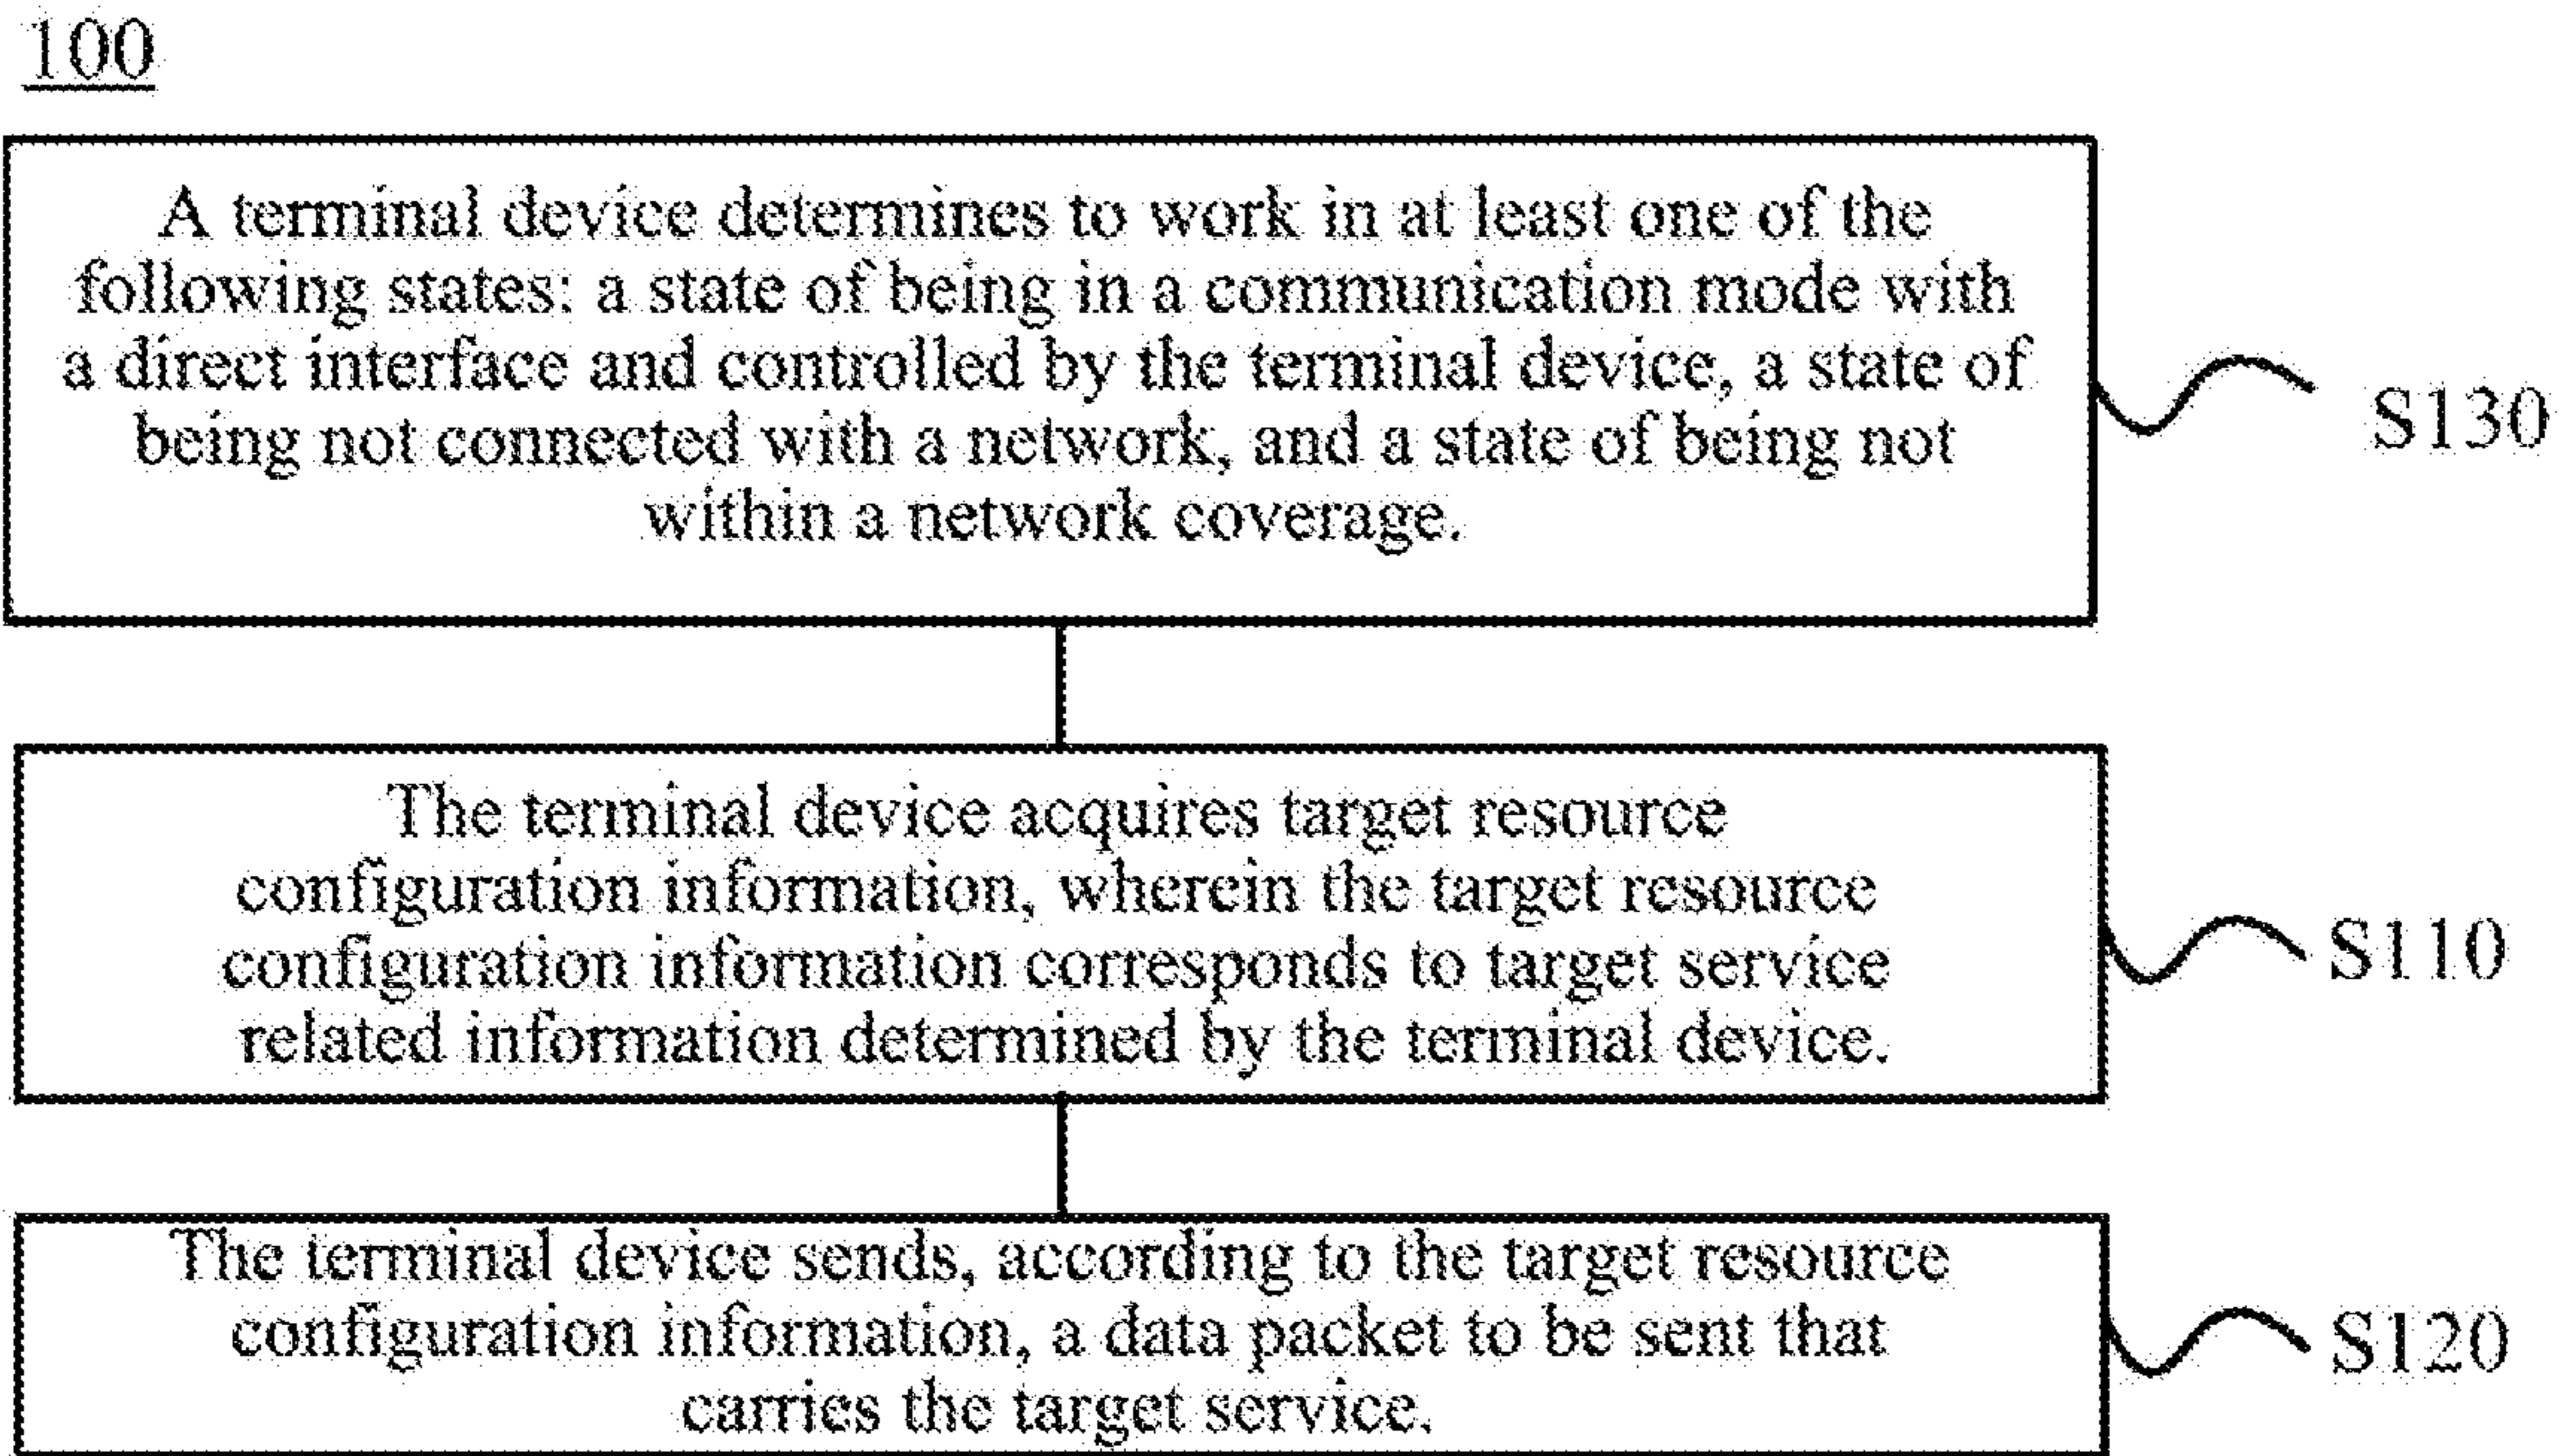 100
A terminal device determines to work in at least one of the
following states: a state of being in a communication mode with
a direct interface and controlled by the terminal device, a state of
being not connected with a network, and a state of being not
within a network coverage.
S130
The terminal device acquires target resource
configuration information, wherein the target resource
configuration information corresponds to target service
related information determined by the terminal device.
S110
The terminal device sends, according to the target resource
configuration information, a data packet to be sent that
carries the target service.
S120